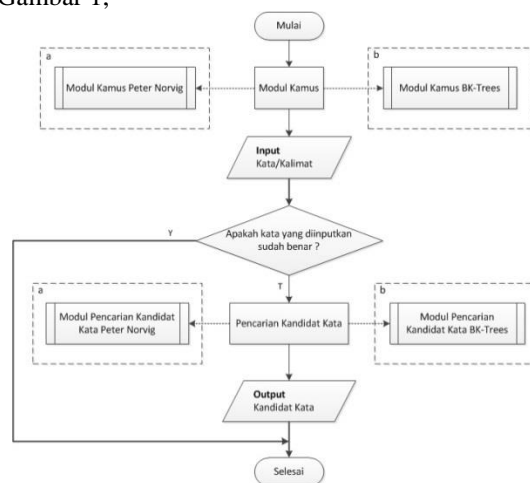 Gambar 1,
Mulai
a
b
Modul Kamus Peter Norvig
Modul Kamus
Modul Kamus BK-Trees
Input
Kata/Kalimat
Y
Apakah kata yang diinputkan
sudah benar ?
T
a
b
Modul Pencarian Kandidat
Kata Peter Norvig
Pencarian Kandidat Kata
Modul Pencarian
Kandidat Kata BK-Trees
Output
Kandidat Kata
Selesai